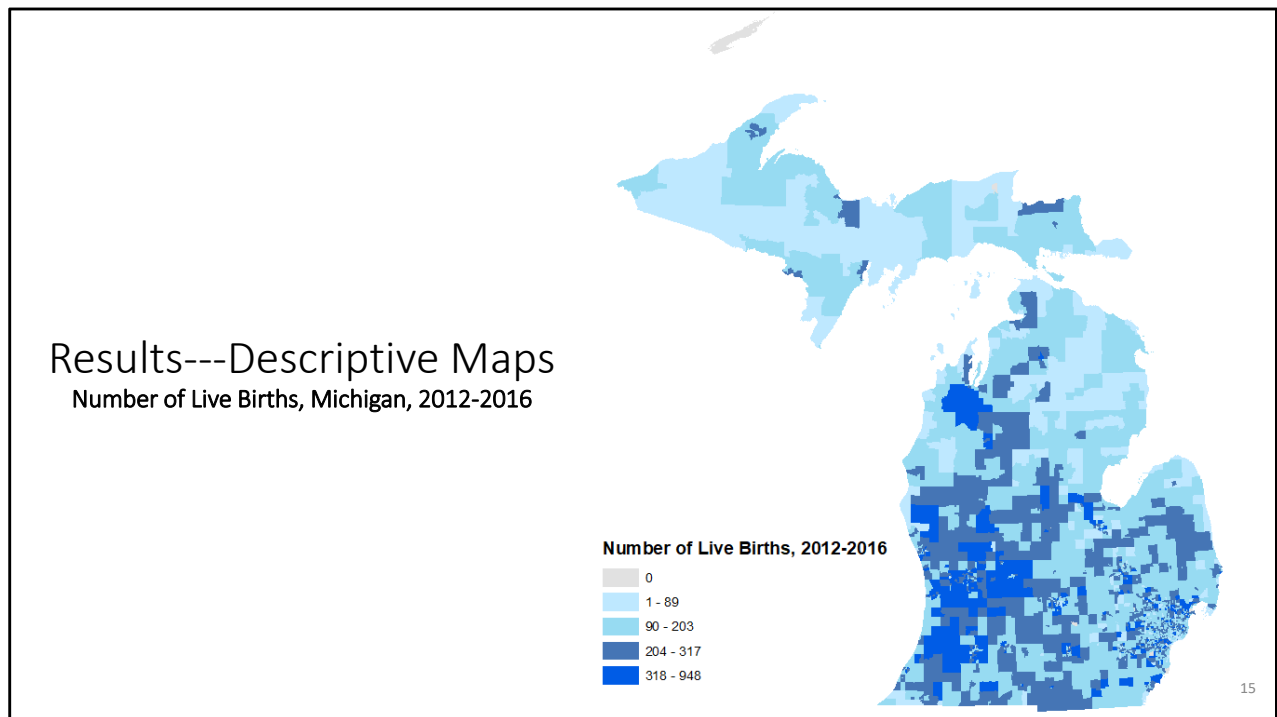 Results---Descriptive Maps
Number of Live Births, Michigan, 2012-2016
Number of Live Births, 2012-2016
0
1 - 89
90 - 203
204 - 317
318 - 948
15